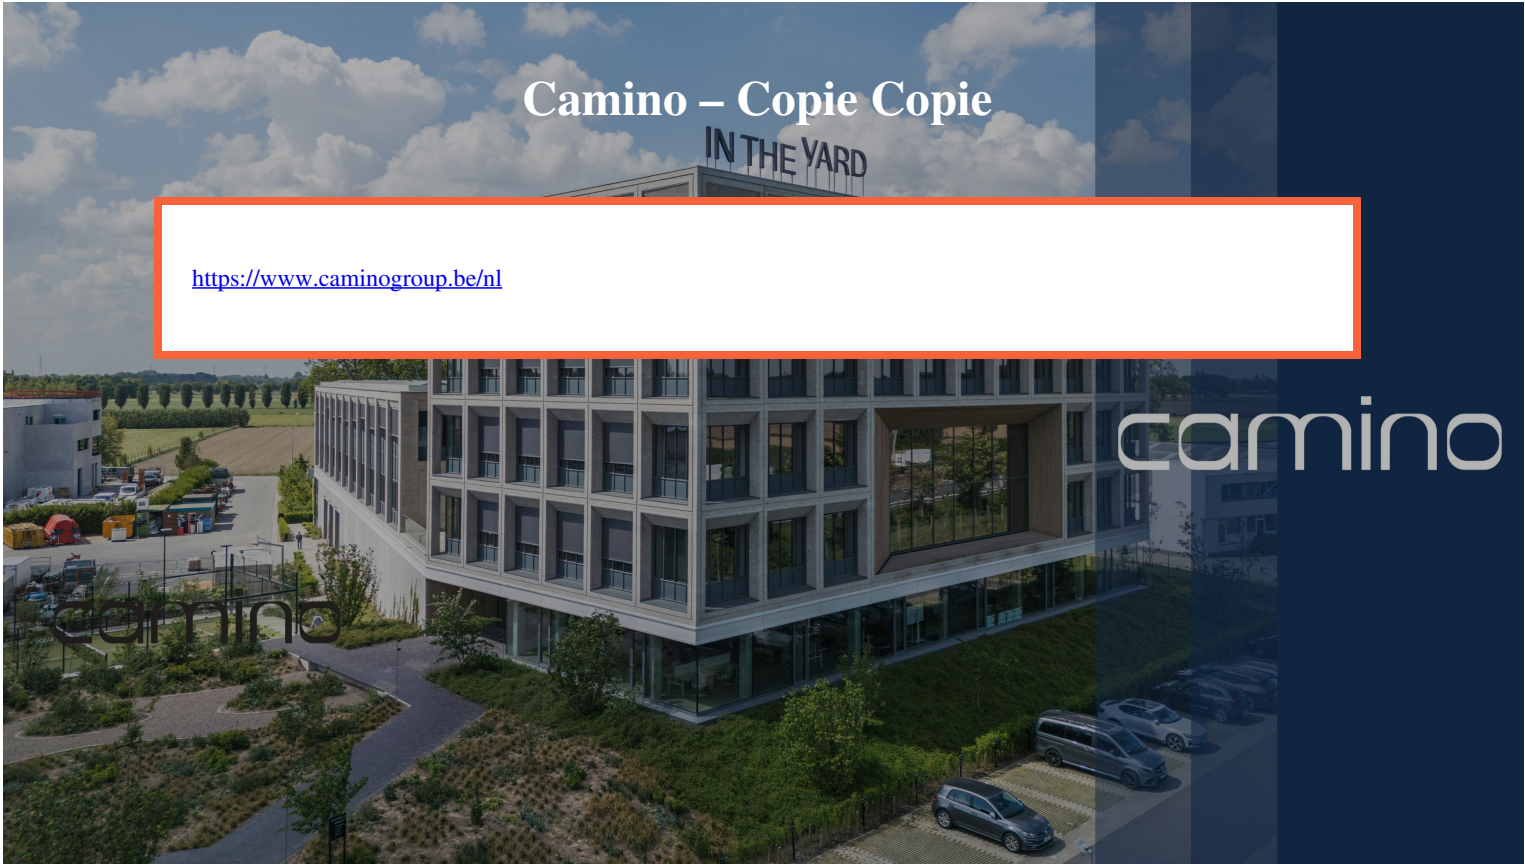 Camino – Copie Copie
IN THE YARD
https://www.caminogroup.be/nl
camino
camino